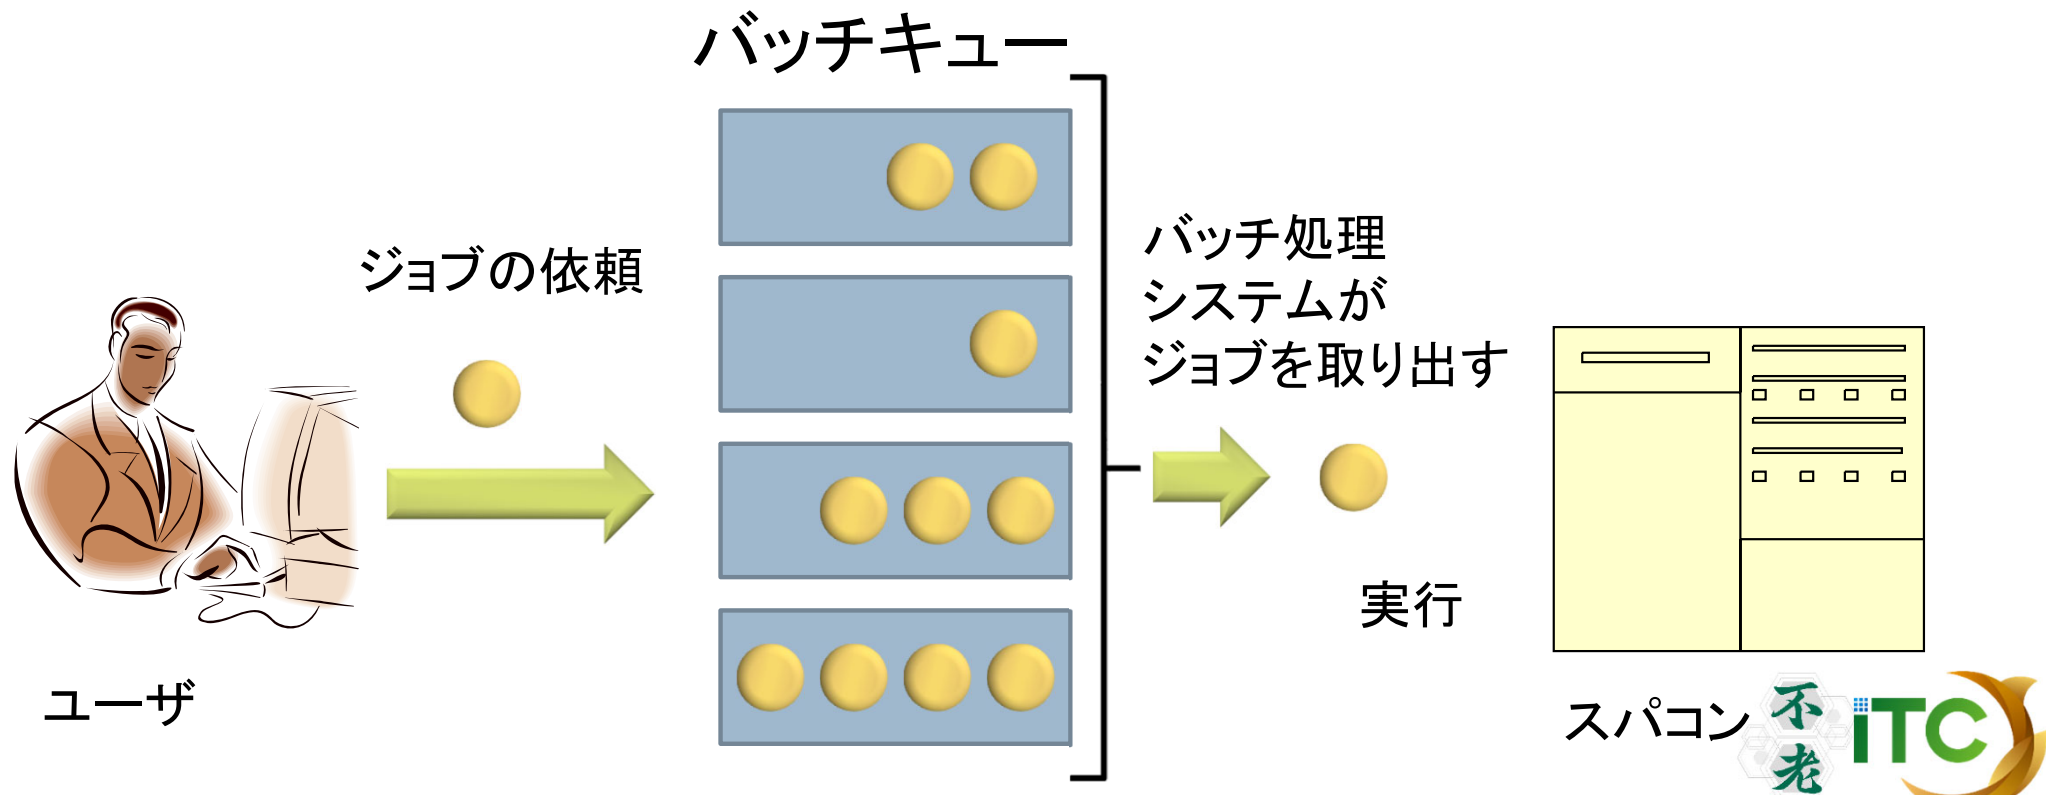 バッチキュー
ジョブの依頼
バッチ処理
システムが
ジョブを取り出す
実行
ユーザ
スパコン
不老
iTC